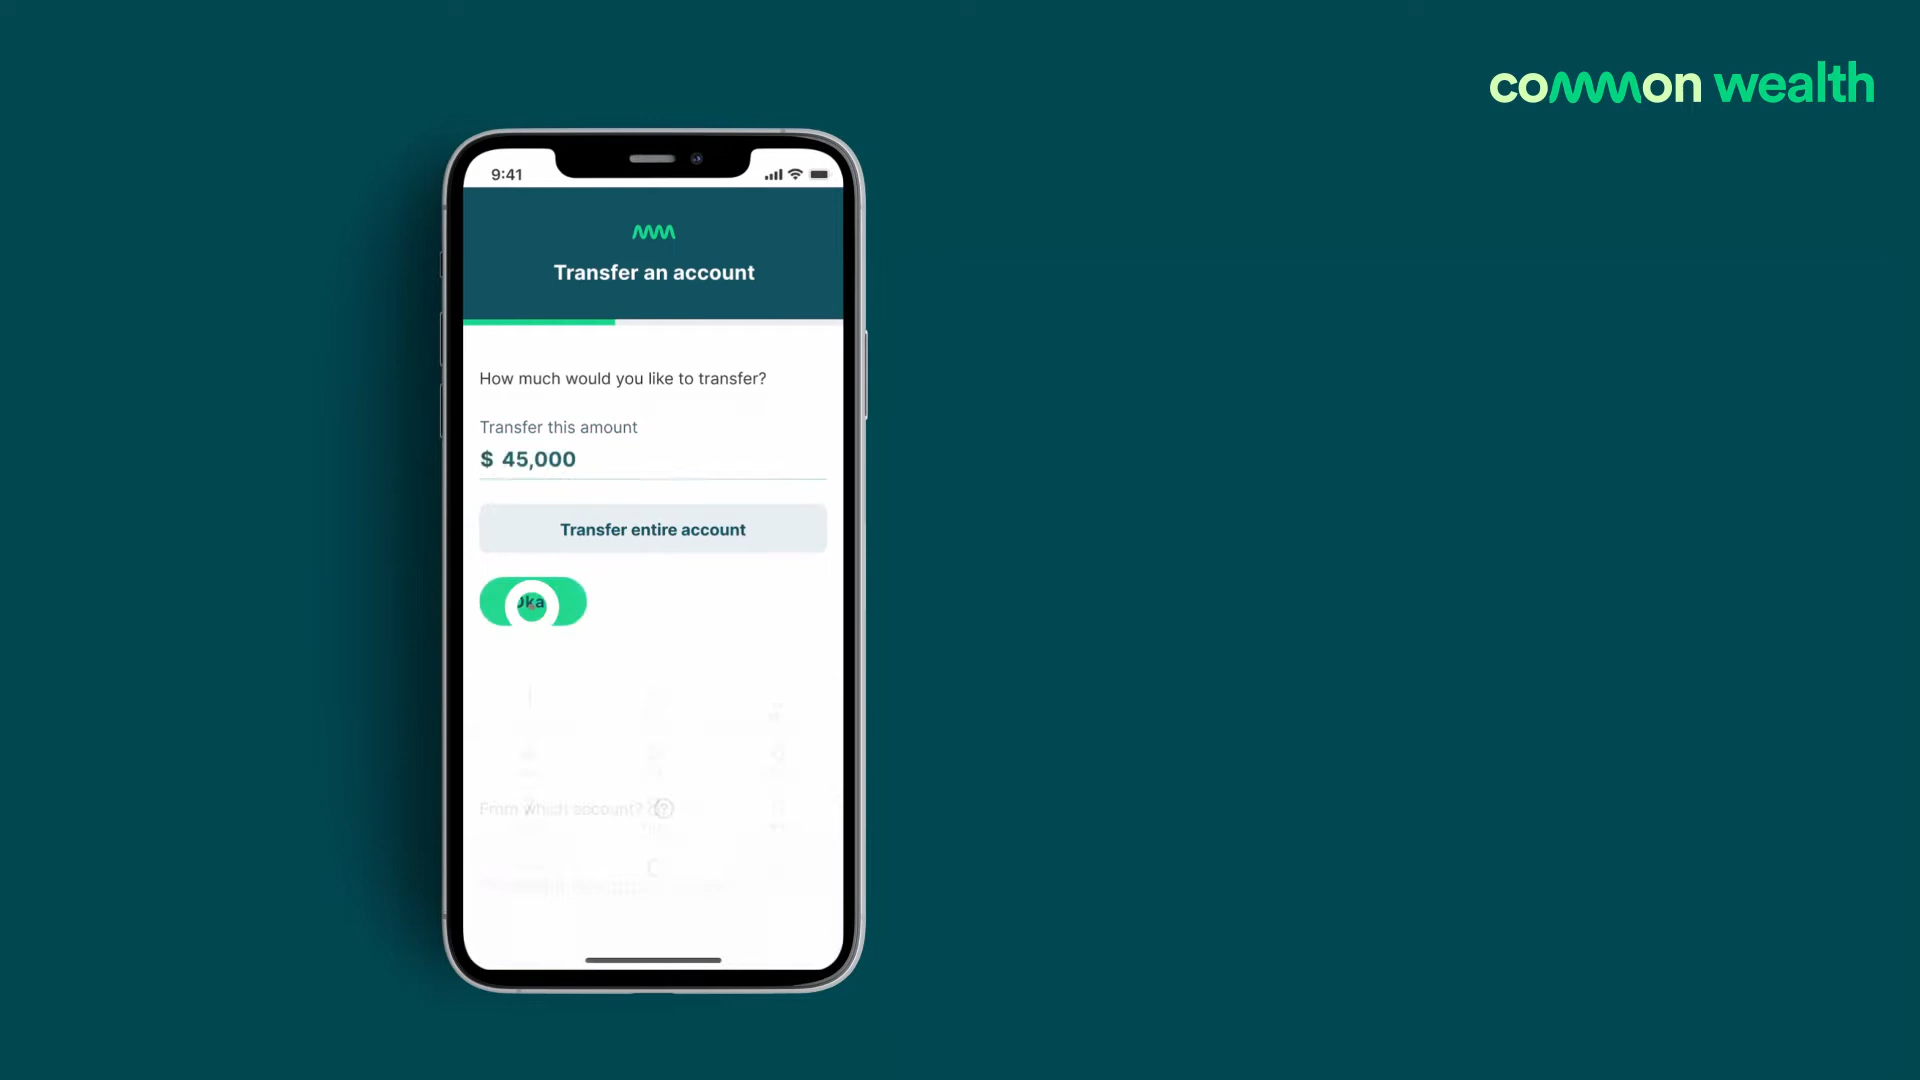 common wealth
9:41
Transfer an account
How much would you like to transfer?
Transfer this amount
$ 45,000
Transfer entire account
From which account?